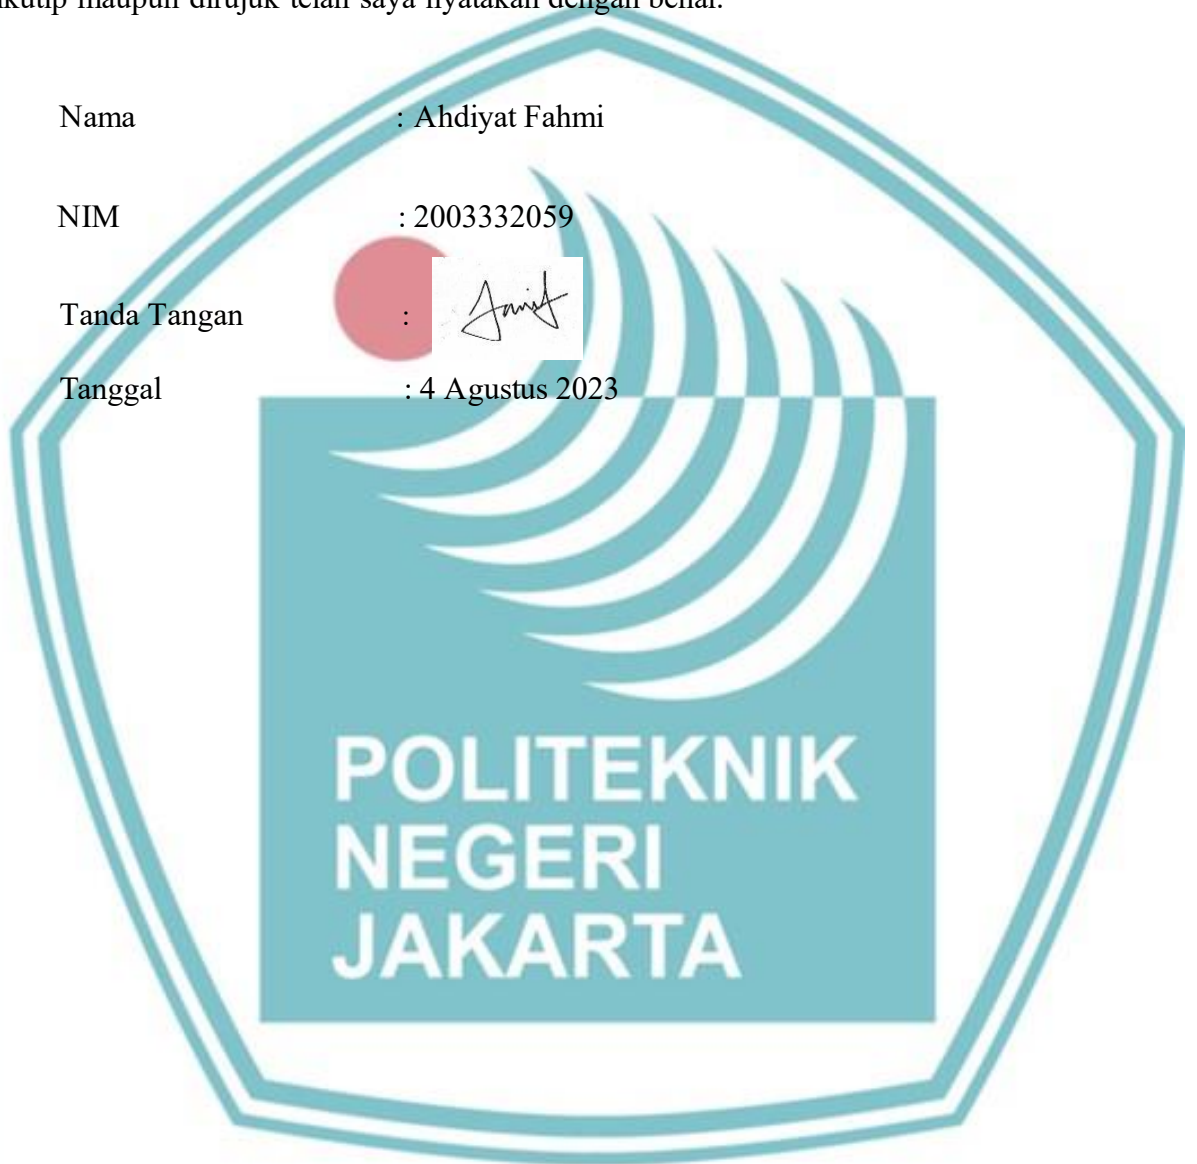 maupun dirujuk telah saya nyatakan dengan benar.
Nama : Ahdiyat Fahmi
NIM : 2003332059
Tanda Tangan :
Tanggal : 4 Agustus 2023
POLITEKNIK
NEGERI
JAKARTA